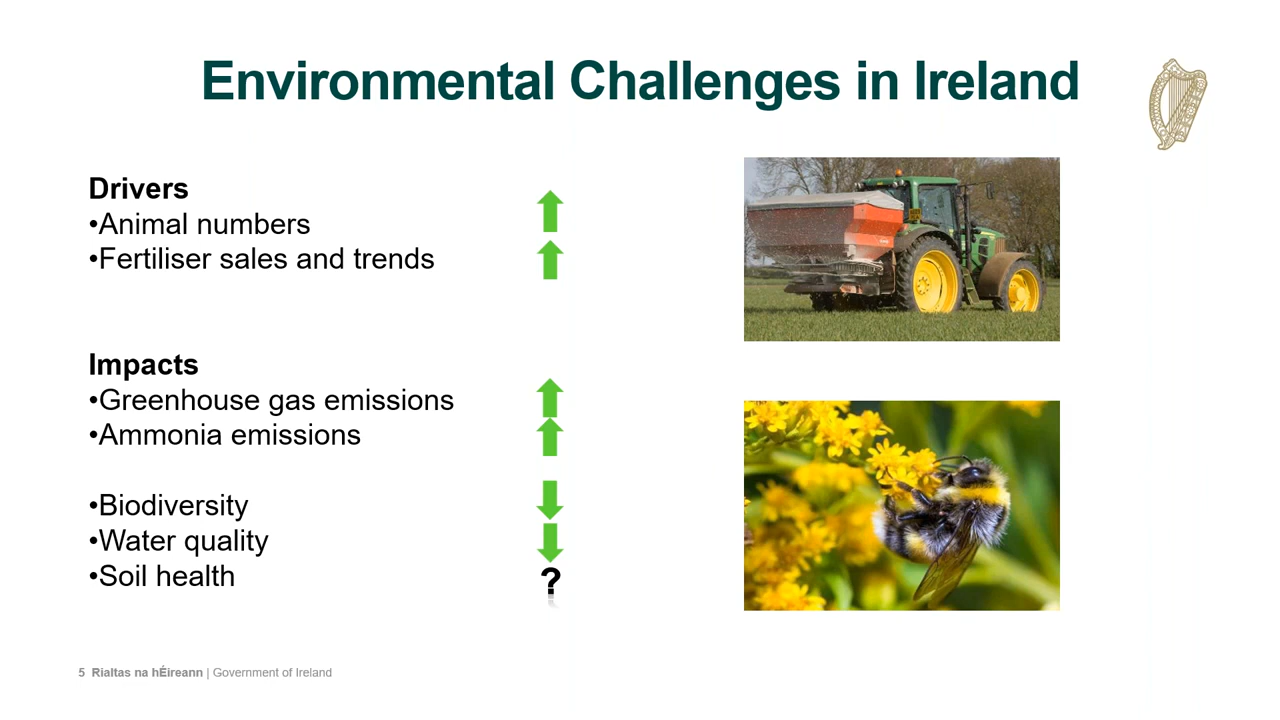 Environmental Challenges in Ireland
Drivers
•Animal numbers
•Fertiliser sales and trends
Impacts
•Greenhouse gas emissions
•Ammonia emissions
•Biodiversity
•Water quality
•Soil health
?
5 Rialtas na hÉireann | Government of Ireland